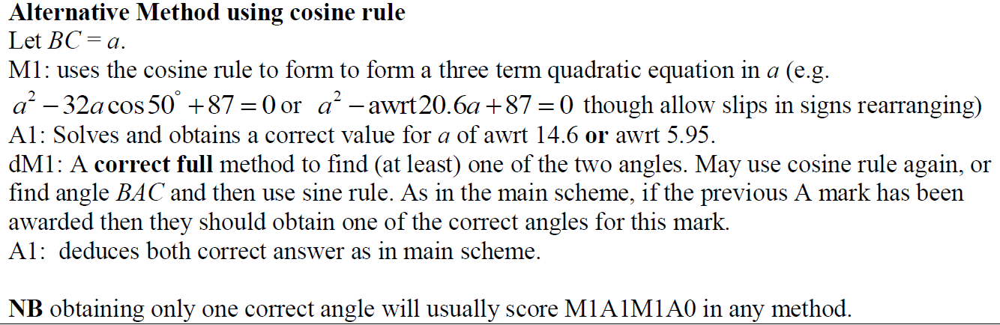 Alternative Method using cosine rule
Let BC = a.
M1: uses the cosine rule to form to form a three term quadratic equation in a (e.g.
a² − 32a cos 50° + 87 = 0 or a² − awrt20.6a + 87 = 0 though allow slips in signs rearranging)
A1: Solves and obtains a correct value for a of awrt 14.6 or awrt 5.95.
dM1: A correct full method to find (at least) one of the two angles. May use cosine rule again, or
find angle BAC and then use sine rule. As in the main scheme, if the previous A mark has been
awarded then they should obtain one of the correct angles for this mark.
A1: deduces both correct answer as in main scheme.
NB obtaining only one correct angle will usually score M1A1M1A0 in any method.